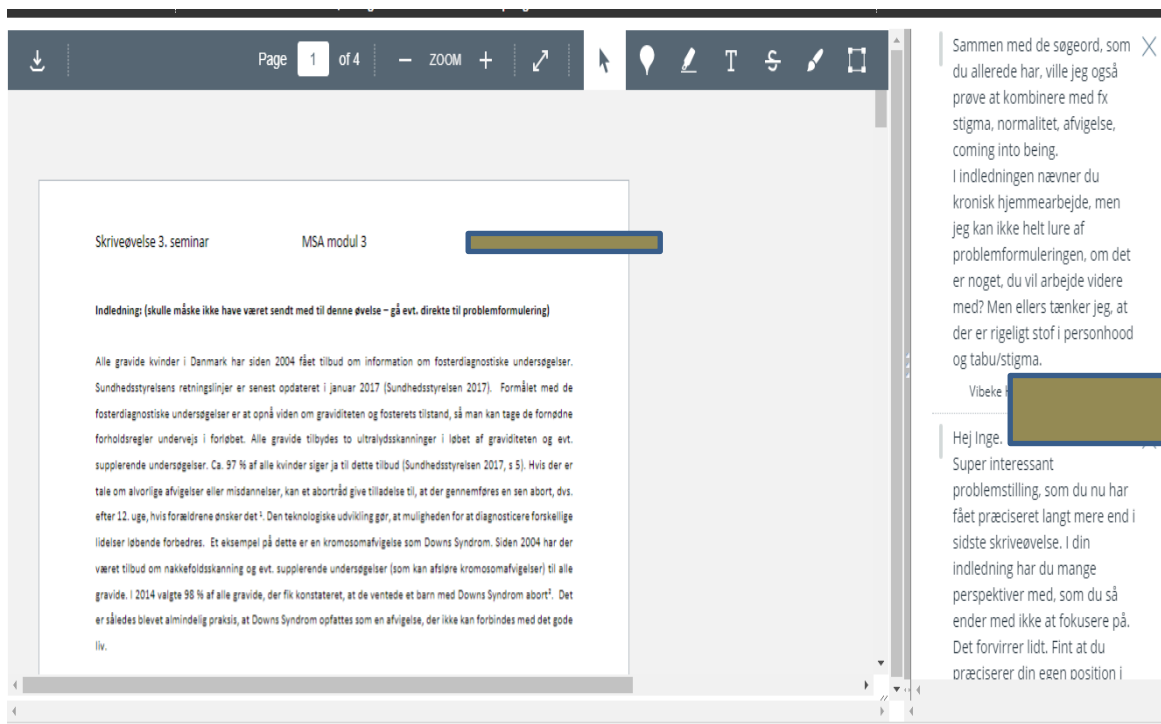 Page 1 of 4 — ZOOM +
T S
Skriveøvelse 3. seminar MSA modul 3
Indledning: (skulle måske ikke have været sendt med til denne øvelse – gå evt. direkte til problemformulering)
Alle gravide kvinder i Danmark har siden 2004 fået tilbud om information om fosterdiagnostiske undersøgelser.
Sundhedsstyrelsens retningslinjer er senest opdateret i januar 2017 (Sundhedsstyrelsen 2017). Formålet med de
fosterdiagnostiske undersøgelser er at opnå viden om graviditeten og fosterets tilstand, så man kan tage de fornødne
forholdsregler undervejs i forløbet. Alle gravide tilbydes to ultralydsskanninger i løbet af graviditeten og evt.
supplerende undersøgelser. Ca. 97 % af alle kvinder siger ja til dette tilbud (Sundhedsstyrelsen 2017, s 5). Hvis der er
tale om alvorlige afvigelser eller misdannelser, kan et abortråd give tilladelse til, at der gennemføres en sen abort, dvs.
efter 12. uge, hvis forældrene ønsker det ¹. Den teknologiske udvikling gør, at muligheden for at diagnosticere forskellige
lidelser løbende forbedres. Et eksempel på dette er en kromosomafvigelse som Downs Syndrom. Siden 2004 har der
været tilbud om nakkefoldsskanning og evt. supplerende undersøgelser (som kan afsløre kromosomafvigelser) til alle
gravide. I 2014 valgte 98 % af alle gravide, der fik konstateret, at de ventede et barn med Downs Syndrom abort². Det
er således blevet almindelig praksis, at Downs Syndrom opfattes som en afvigelse, der ikke kan forbindes med det gode
liv.
Sammen med de søgeord, som
du allerede har, ville jeg også
prøve at kombinere med fx
stigma, normalitet, afvigelse,
coming into being.
I indledningen nævner du
kronisk hjemmearbejde, men
jeg kan ikke helt lure af
problemformuleringen, om det
er noget, du vil arbejde videre
med? Men ellers tænker jeg, at
der er rigeligt stof i personhood
og tabu/stigma.
Vibeke
Hej Inge.
Super interessant
problemstilling, som du nu har
fået præciseret langt mere end i
sidste skriveøvelse. I din
indledning har du mange
perspektiver med, som du så
ender med ikke at fokusere på.
Det forvirrer lidt. Fint at du
præciserer din egen position i